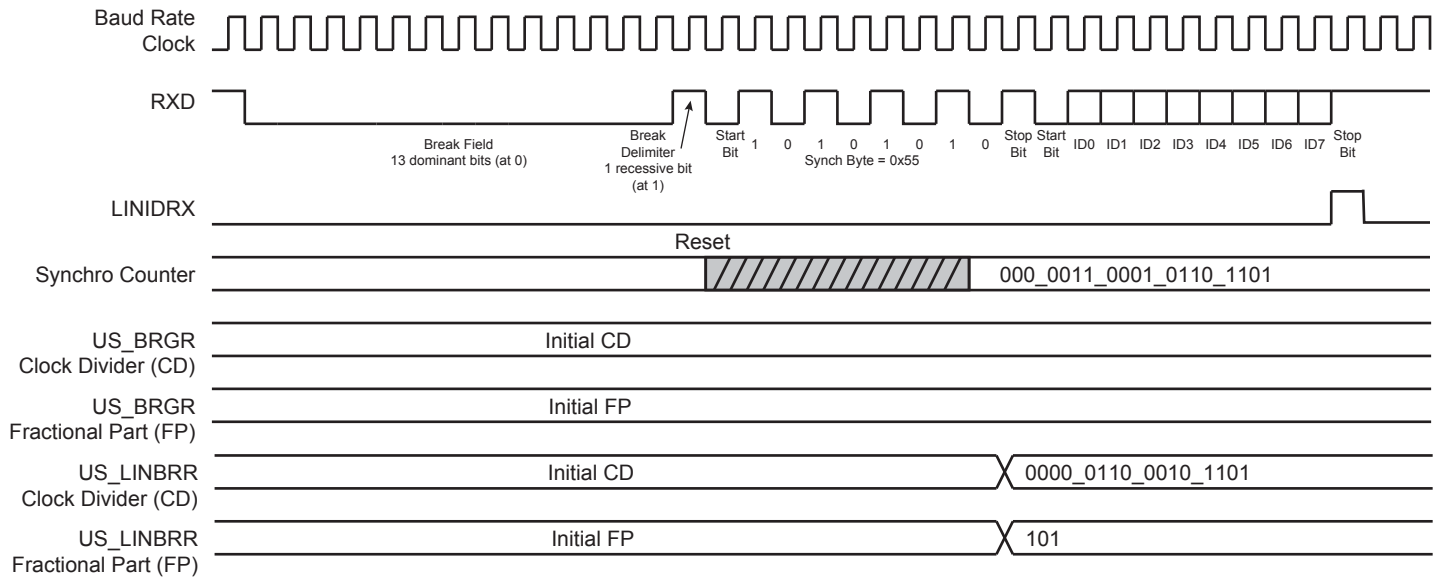 Baud Rate
Clock
RXD
Break Field
13 dominant bits (at 0)
Break
Delimiter
1 recessive bit
(at 1)
Start
Bit
1 0 1 0 1 0 1 0
Synch Byte = 0x55
Stop
Bit
Start
Bit
ID0 ID1 ID2 ID3 ID4 ID5 ID6 ID7
Stop
Bit
LINIDRX
Reset
Synchro Counter
000_0011_0001_0110_1101
US_BRGR
Clock Divider (CD)
Initial CD
US_BRGR
Fractional Part (FP)
Initial FP
US_LINBRR
Clock Divider (CD)
Initial CD
0000_0110_0010_1101
US_LINBRR
Fractional Part (FP)
Initial FP
101